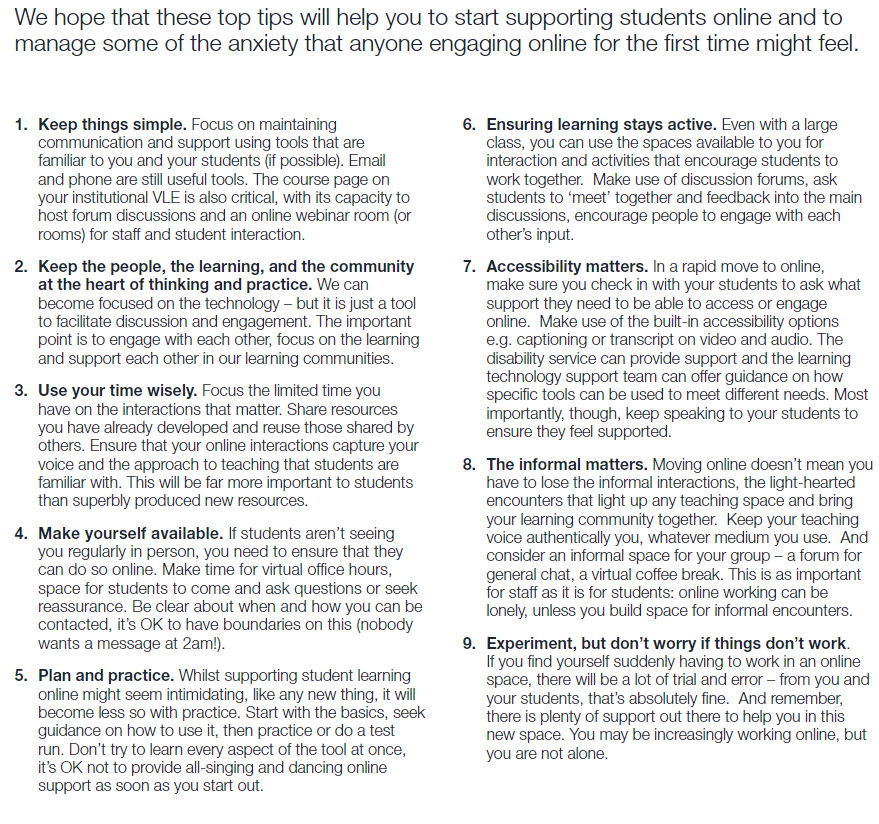 We hope that these top tips will help you to start supporting students online and to
manage some of the anxiety that anyone engaging online for the first time might feel.
1. Keep things simple. Focus on maintaining
communication and support using tools that are
familiar to you and your students (if possible). Email
and phone are still useful tools. The course page on
your institutional VLE is also critical, with its capacity to
host forum discussions and an online webinar room (or
rooms) for staff and student interaction.
2. Keep the people, the learning, and the community
at the heart of thinking and practice. We can
become focused on the technology – but it is just a tool
to facilitate discussion and engagement. The important
point is to engage with each other, focus on the learning
and support each other in our learning communities.
3. Use your time wisely. Focus the limited time you
have on the interactions that matter. Share resources
you have already developed and reuse those shared by
others. Ensure that your online interactions capture your
voice and the approach to teaching that students are
familiar with. This will be far more important to students
than superbly produced new resources.
4. Make yourself available. If students aren’t seeing
you regularly in person, you need to ensure that they
can do so online. Make time for virtual office hours,
space for students to come and ask questions or seek
reassurance. Be clear about when and how you can be
contacted, it’s OK to have boundaries on this (nobody
wants a message at 2am!).
5. Plan and practice. Whilst supporting student learning
online might seem intimidating, like any new thing, it will
become less so with practice. Start with the basics, seek
guidance on how to use it, then practice or do a test
run. Don’t try to learn every aspect of the tool at once,
it’s OK not to provide all-singing and dancing online
support as soon as you start out.
6. Ensuring learning stays active. Even with a large
class, you can use the spaces available to you for
interaction and activities that encourage students to
work together. Make use of discussion forums, ask
students to ‘meet’ together and feedback into the main
discussions, encourage people to engage with each
other’s input.
7. Accessibility matters. In a rapid move to online,
make sure you check in with your students to ask what
support they need to be able to access or engage
online. Make use of the built-in accessibility options
e.g. captioning or transcript on video and audio. The
disability service can provide support and the learning
technology support team can offer guidance on how
specific tools can be used to meet different needs. Most
importantly, though, keep speaking to your students to
ensure they feel supported.
8. The informal matters. Moving online doesn’t mean you
have to lose the informal interactions, the light-hearted
encounters that light up any teaching space and bring
your learning community together. Keep your teaching
voice authentically you, whatever medium you use. And
consider an informal space for your group – a forum for
general chat, a virtual coffee break. This is as important
for staff as it is for students: online working can be
lonely, unless you build space for informal encounters.
9. Experiment, but don’t worry if things don’t work.
If you find yourself suddenly having to work in an online
space, there will be a lot of trial and error – from you and
your students, that’s absolutely fine. And remember,
there is plenty of support out there to help you in this
new space. You may be increasingly working online, but
you are not alone.